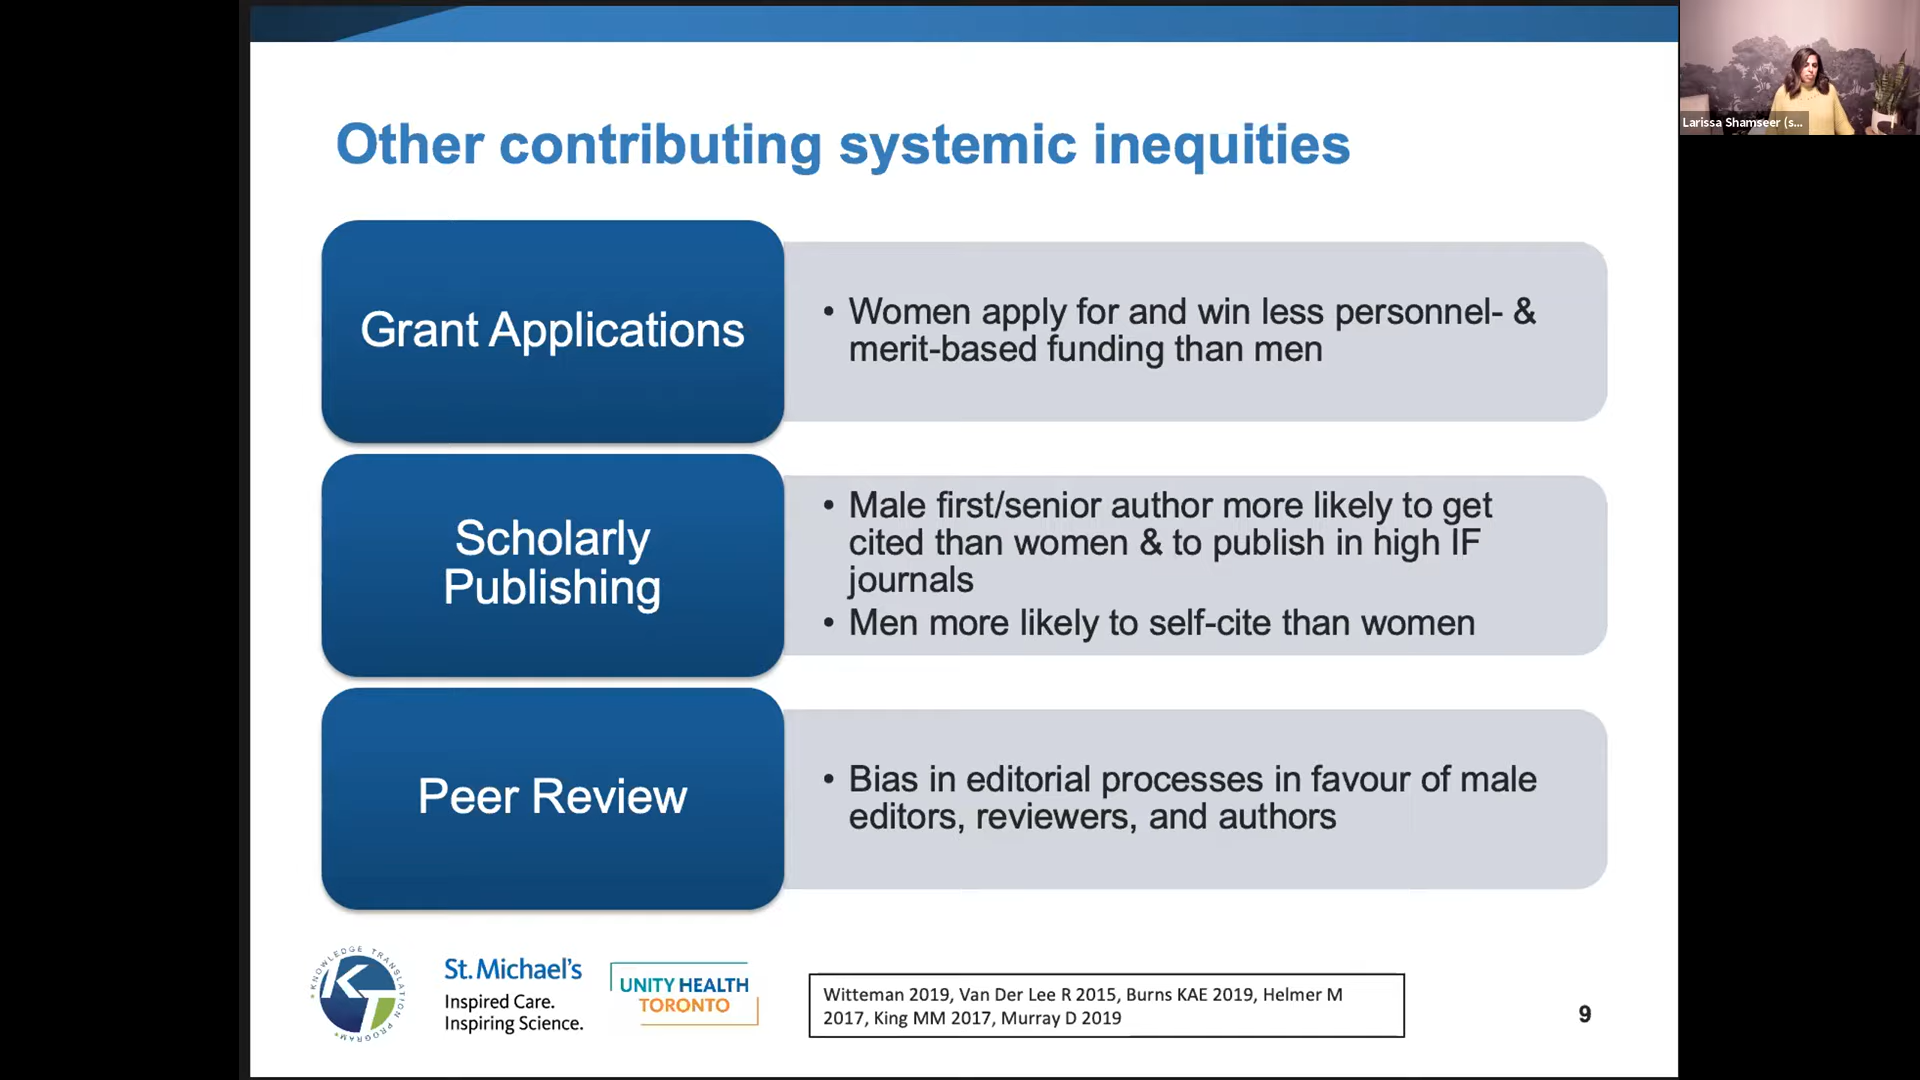 Larissa Shamseer (s...
Other contributing systemic inequities
Grant Applications
• Women apply for and win less personnel- &
merit-based funding than men
Scholarly
Publishing
• Male first/senior author more likely to get
cited than women & to publish in high IF
journals
• Men more likely to self-cite than women
Peer Review
• Bias in editorial processes in favour of male
editors, reviewers, and authors
KNOWLEDGE TRANSLATION PROGRAM
KT
St. Michael's
Inspired Care.
Inspiring Science.
UNITY HEALTH
TORONTO
Witteman 2019, Van Der Lee R 2015, Burns KAE 2019, Helmer M
2017, King MM 2017, Murray D 2019
9